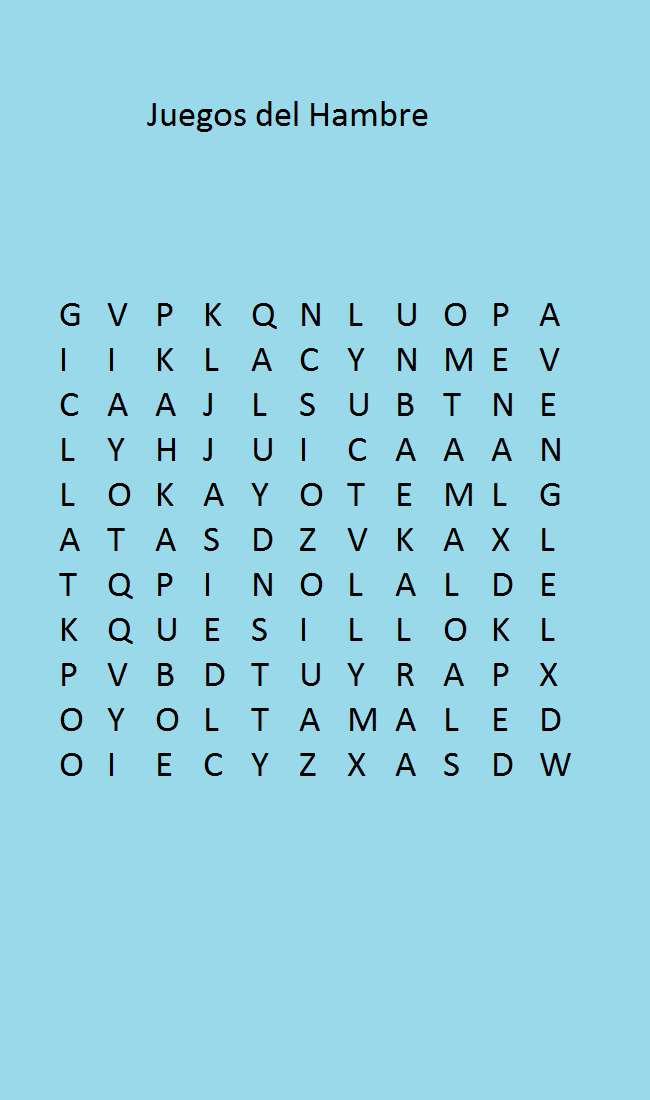 Juegos del Hambre
G V P K Q N L U O P A
I I K L A C Y N M E V
C A A J L S U B T N E
L Y H J U I C A A A N
L O K A Y O T E M L G
A T A S D Z V K A X L
T Q P I N O L A L D E
K Q U E S I L L O K L
P V B D T U Y R A P X
O Y O L T A M A L E D
O I E C Y Z X A S D W